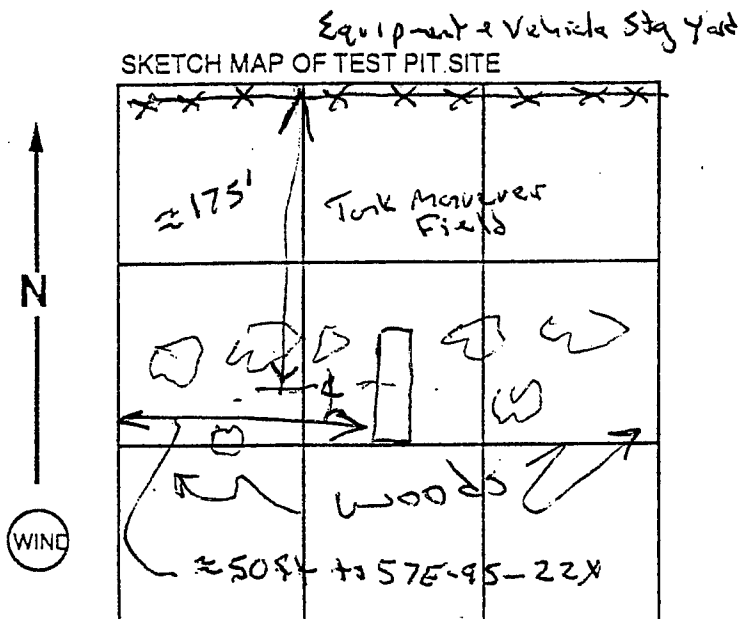 Equipment & Vehicle Stg Yard
SKETCH MAP OF TEST PIT SITE
≈175'
Tank Maneuver
Field
N
woods
WIND
≈50ft to 57E-95-22X